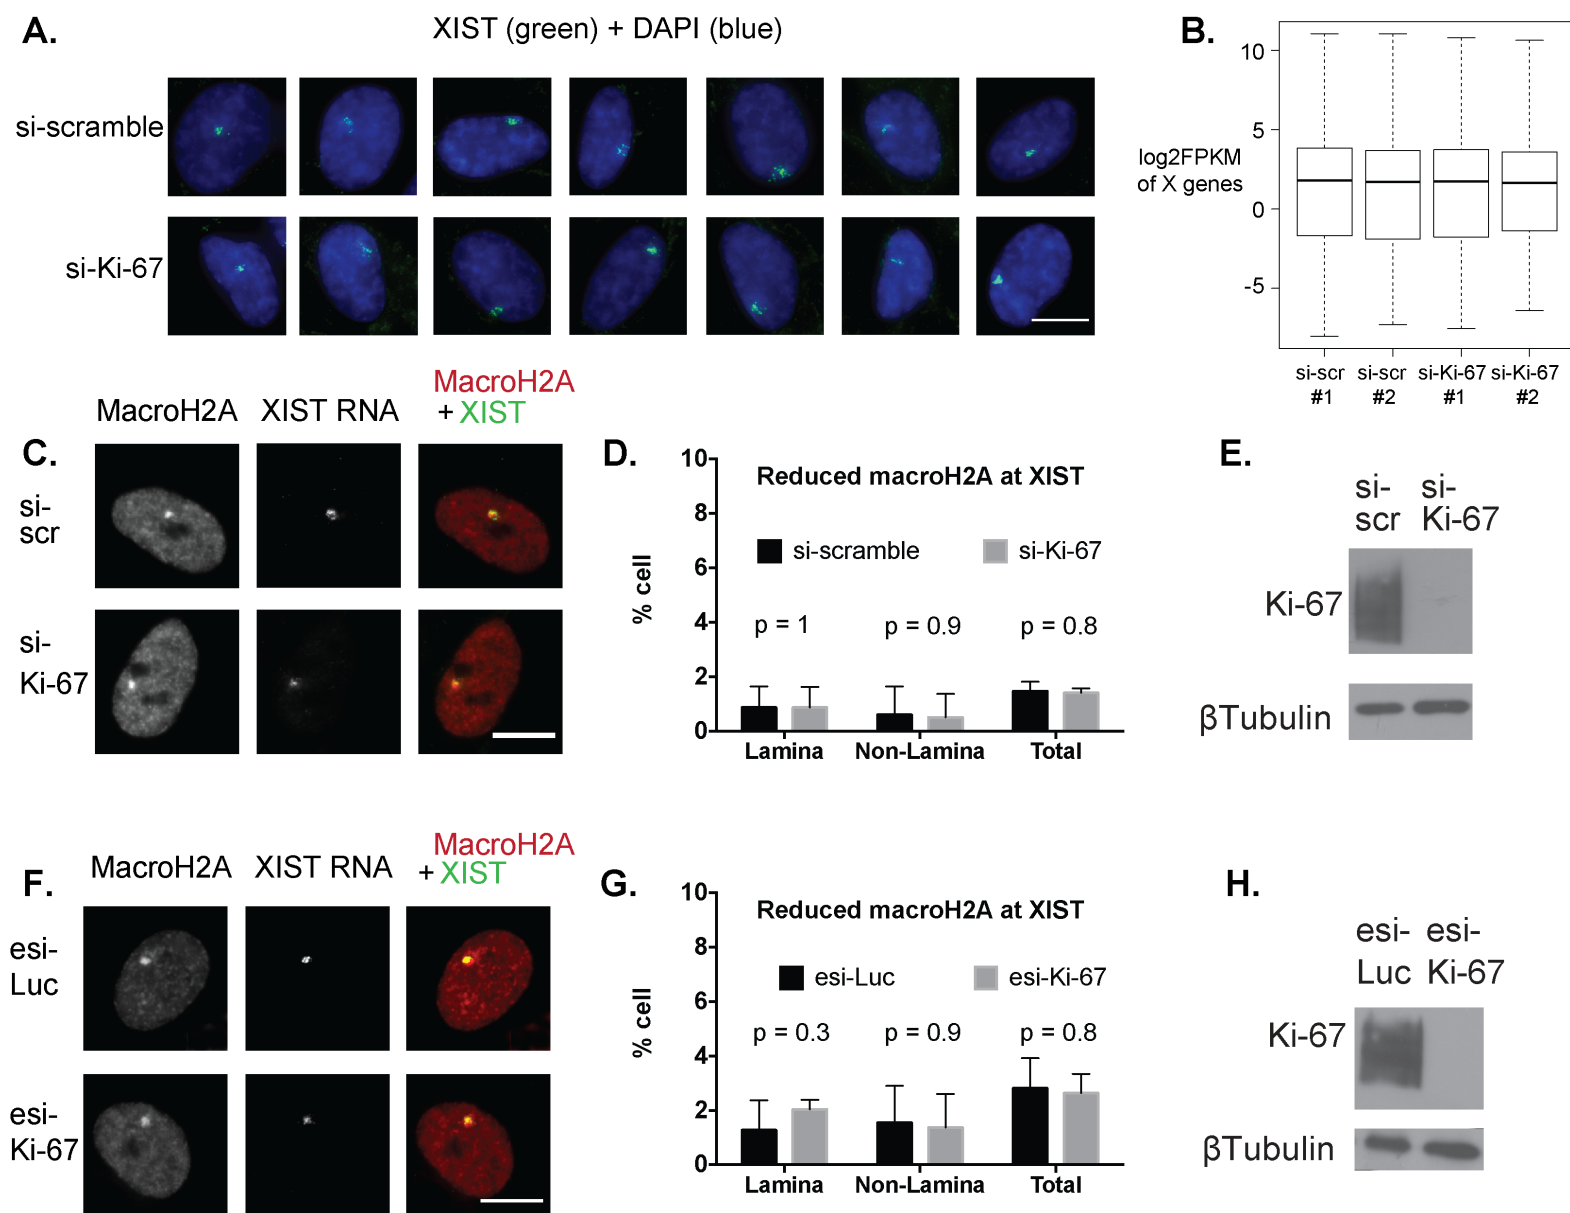 A.
XIST (green) + DAPI (blue)
si-scramble
si-Ki-67
B.
10
5
0
-5
log2FPKM
of X genes
si-scr
#1
si-scr
#2
si-Ki-67
#1
si-Ki-67
#2
C.
MacroH2A
XIST RNA
MacroH2A
+ XIST
si-
scr
si-
Ki-67
D.
Reduced macroH2A at XIST
si-scramble
si-Ki-67
% cell
10
8
6
4
2
0
p = 1
p = 0.9
p = 0.8
Lamina
Non-Lamina
Total
E.
si-
scr
si-
Ki-67
Ki-67
βTubulin
F.
MacroH2A
XIST RNA
MacroH2A
+ XIST
esi-
Luc
esi-
Ki-67
G.
Reduced macroH2A at XIST
esi-Luc
esi-Ki-67
% cell
10
8
6
4
2
0
p = 0.3
p = 0.9
p = 0.8
Lamina
Non-Lamina
Total
H.
esi-
Luc
esi-
Ki-67
Ki-67
βTubulin